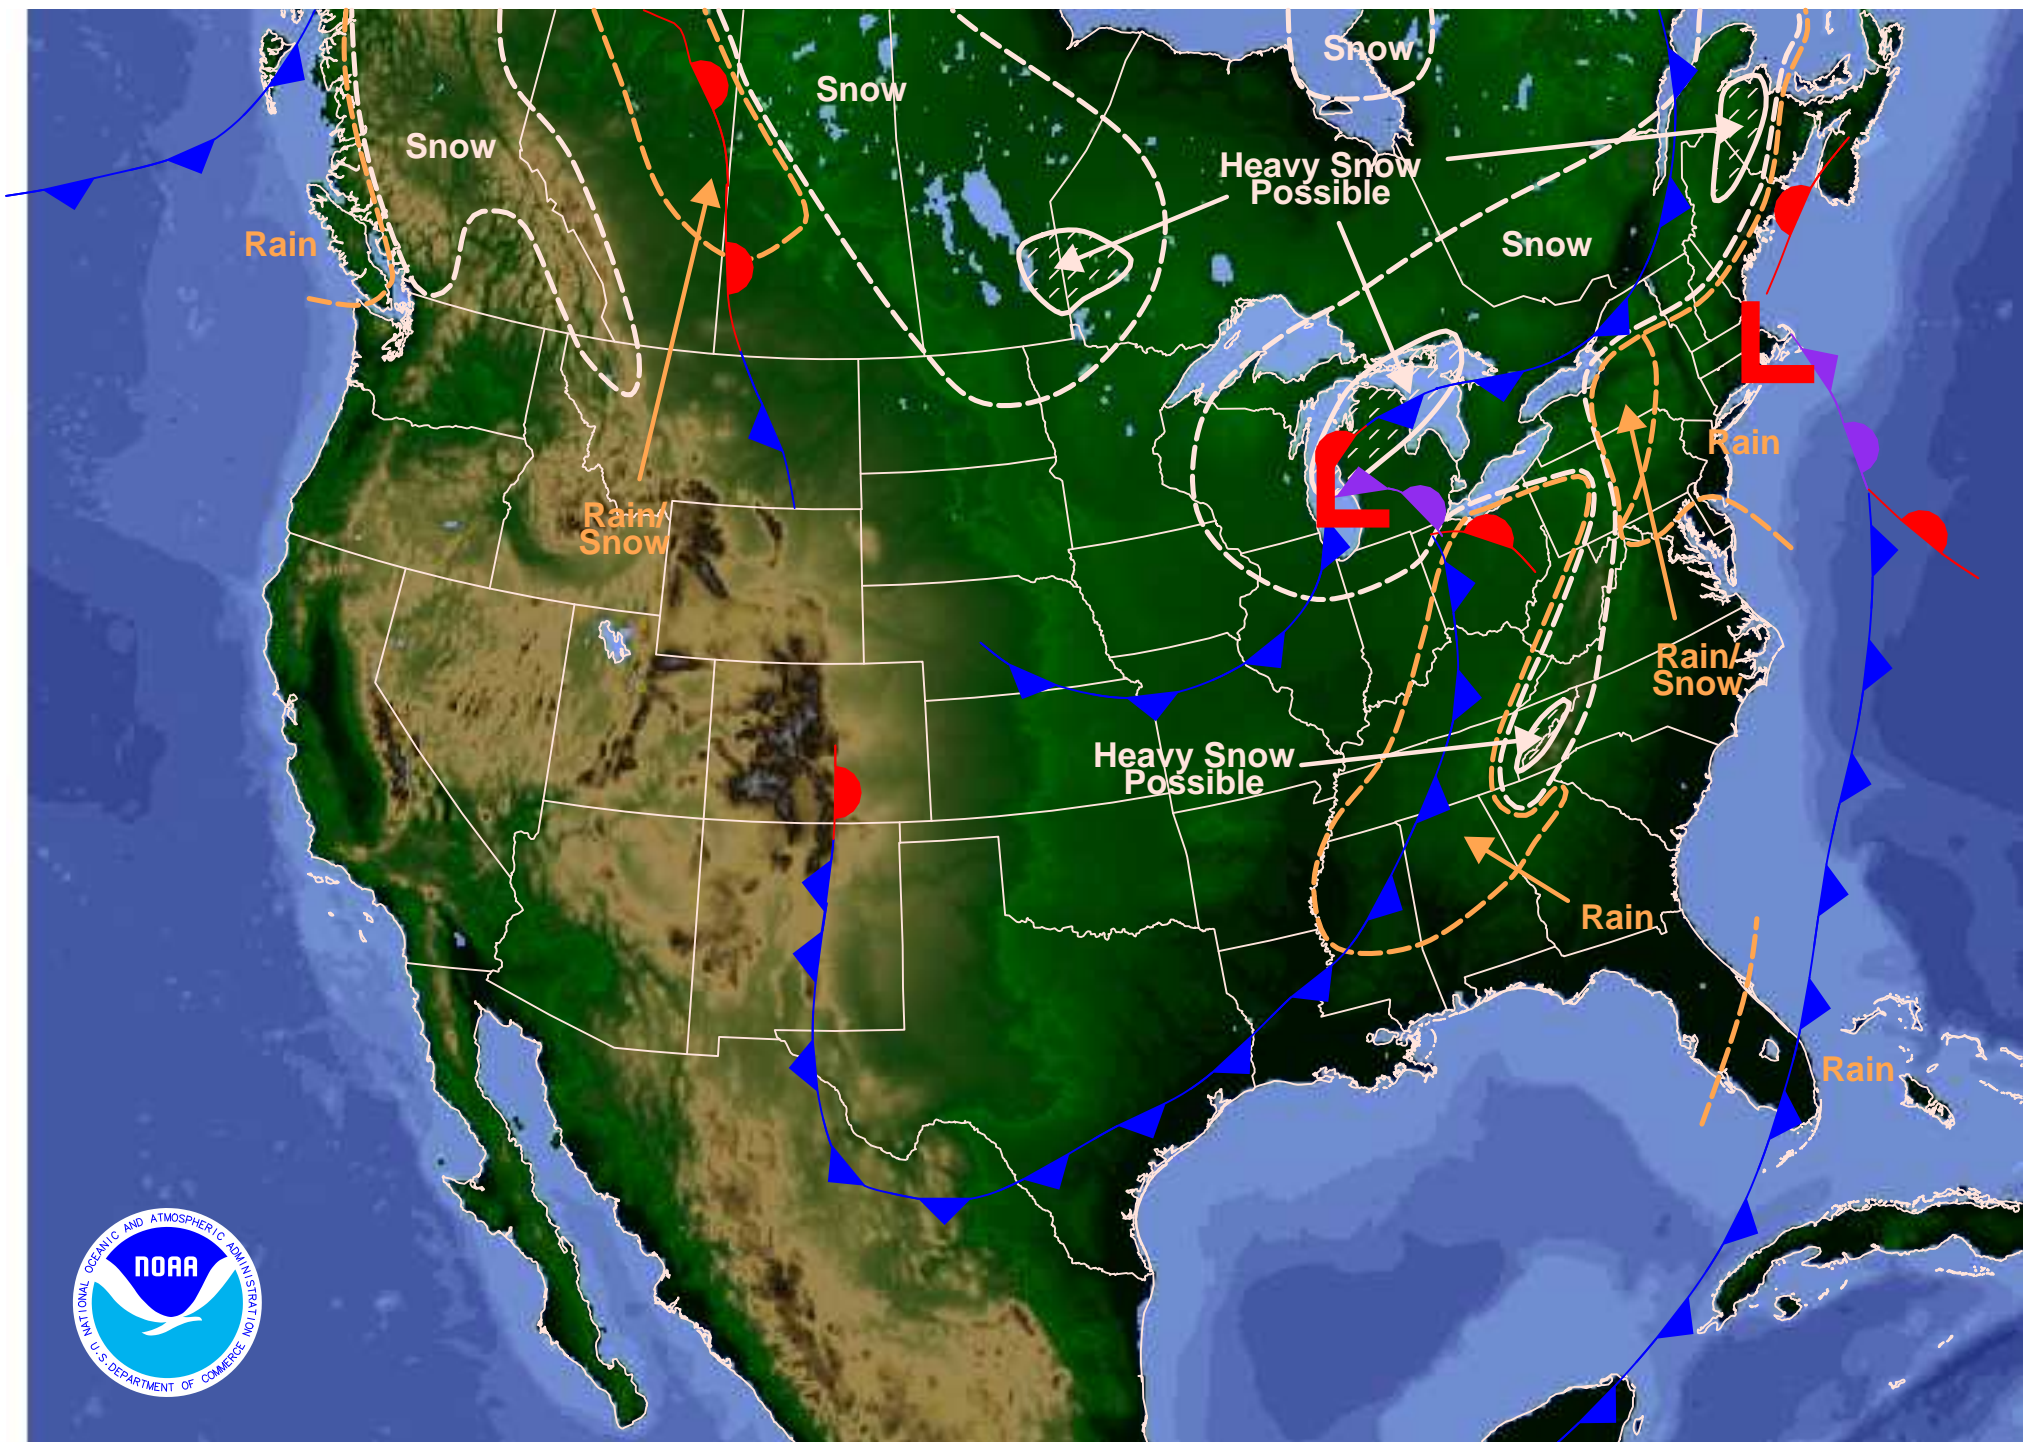 Snow
Snow
Snow
Heavy Snow
Possible
Rain
Snow
Rain
Rain/
Snow
Rain/
Snow
Heavy Snow
Possible
Rain
Rain
L
L
NOAA
NATIONAL OCEANIC AND ATMOSPHERIC ADMINISTRATION
U.S. DEPARTMENT OF COMMERCE